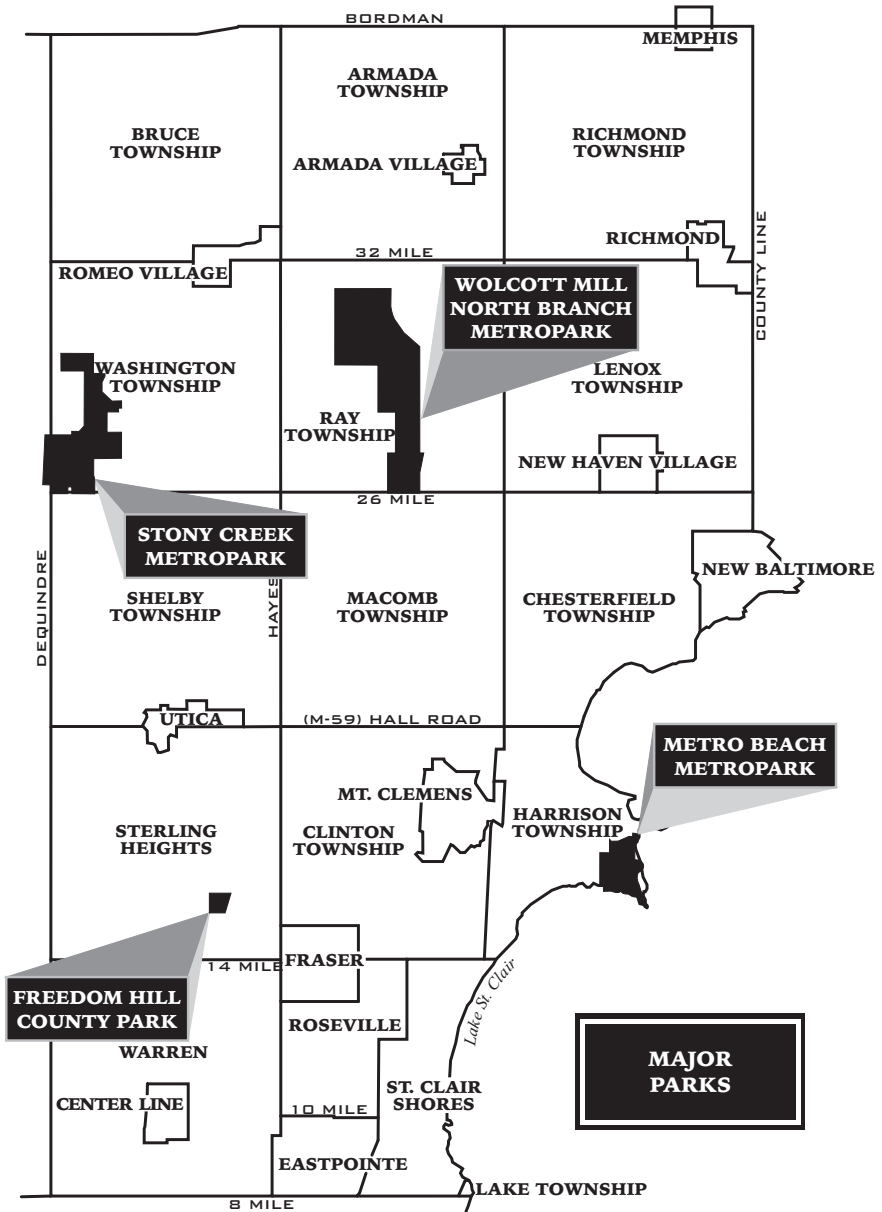 BORDMAN
MEMPHIS
ARMADA
TOWNSHIP
BRUCE
TOWNSHIP
RICHMOND
TOWNSHIP
ARMADA VILLAGE
COUNTY LINE
RICHMOND
32 MILE
ROMEO VILLAGE
WOLCOTT MILL
NORTH BRANCH
METROPARK
WASHINGTON
TOWNSHIP
LENOX
TOWNSHIP
RAY
TOWNSHIP
NEW HAVEN VILLAGE
26 MILE
STONY CREEK
METROPARK
DEQUINDRE
HAYES
NEW BALTIMORE
SHELBY
TOWNSHIP
MACOMB
TOWNSHIP
CHESTERFIELD
TOWNSHIP
UTICA
(M-59) HALL ROAD
METRO BEACH
METROPARK
MT. CLEMENS
HARRISON
TOWNSHIP
STERLING
HEIGHTS
CLINTON
TOWNSHIP
14 MILE
FRASER
Lake St. Clair
FREEDOM HILL
COUNTY PARK
ROSEVILLE
WARREN
MAJOR
PARKS
CENTER LINE
ST. CLAIR
SHORES
10 MILE
EASTPOINTE
LAKE TOWNSHIP
8 MILE